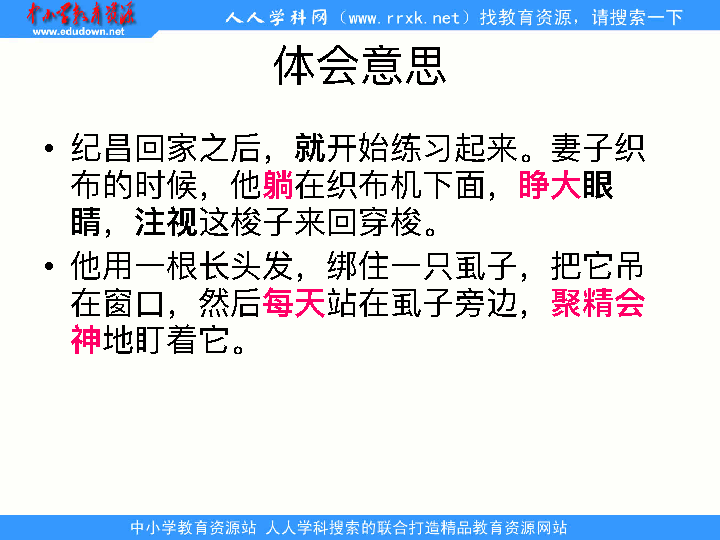 中小学教育资源
www.edudown.net
人人学科网（www.rrxk.net）找教育资源，请搜索一下
体会意思
• 纪昌回家之后，就开始练习起来。妻子织
布的时候，他躺在织布机下面，睁大眼
睛，注视这梭子来回穿梭。
• 他用一根长头发，绑住一只虱子，把它吊
在窗口，然后每天站在虱子旁边，聚精会
神地盯着它。
中小学教育资源站 人人学科搜索的联合打造精品教育资源网站